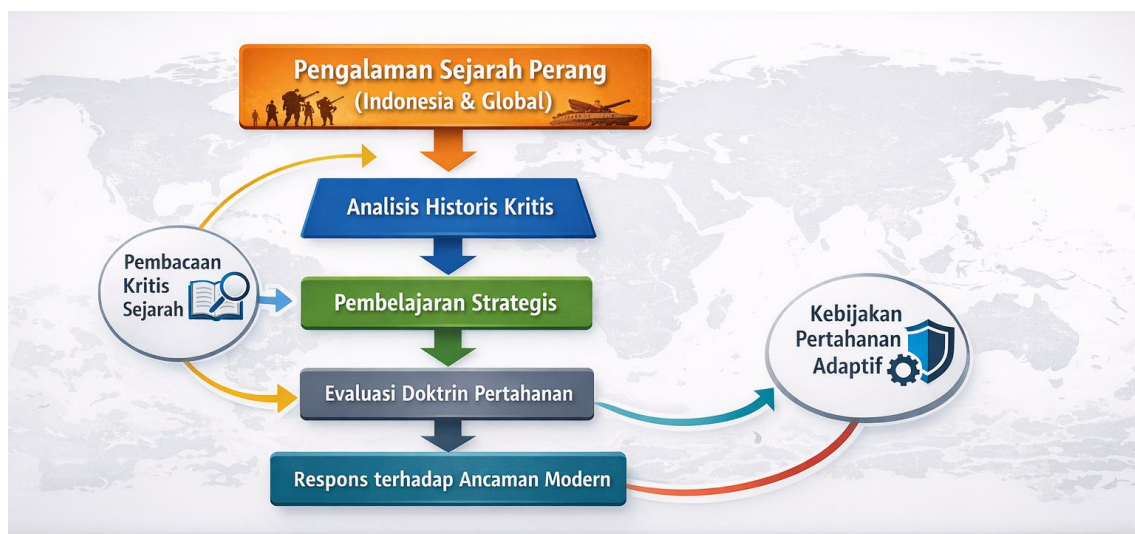 Pengalaman Sejarah Perang
(Indonesia & Global)
Analisis Historis Kritis
Pembacaan
Kritis
Sejarah
Pembelajaran Strategis
Evaluasi Doktrin Pertahanan
Respons terhadap Ancaman Modern
Kebijakan
Pertahanan
Adaptif